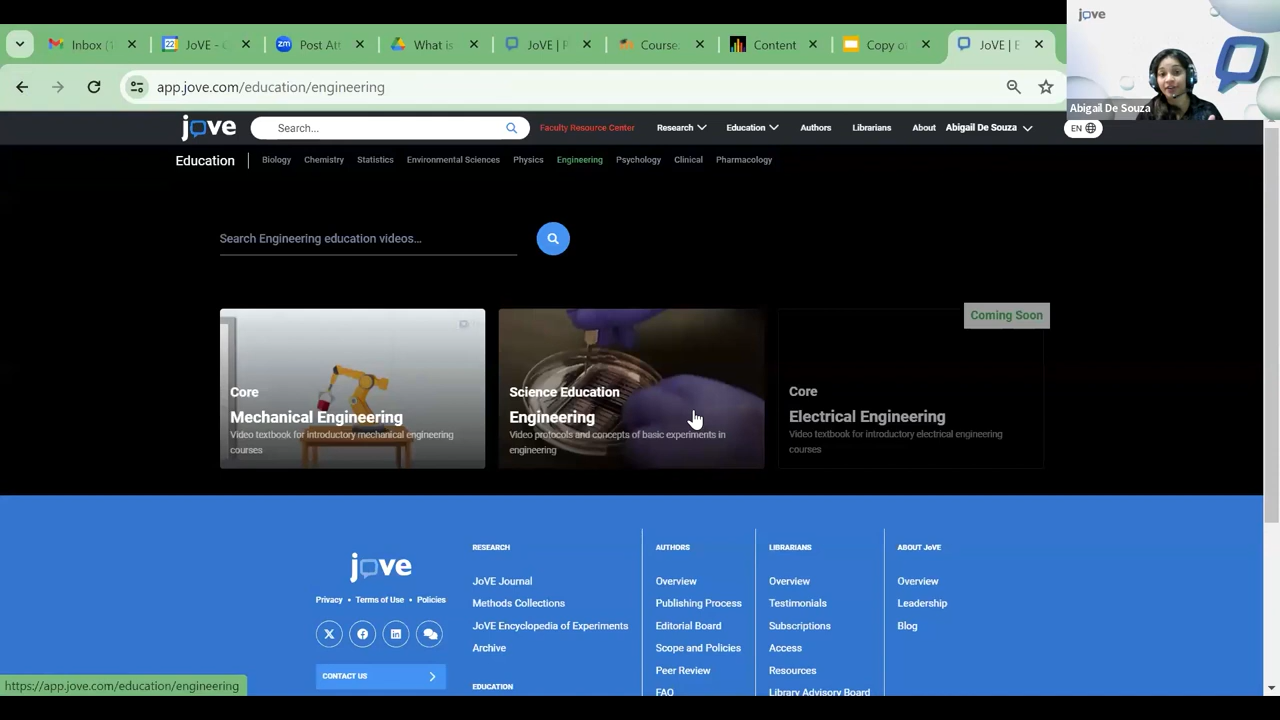 jove
Inbox (1
JoVE - C
Post Att
What is
JoVE | P
Course:
Content
Copy o
JoVE | E
app.jove.com/education/engineering
Abigail De Souza
jove
Search...
Faculty Resource Center
Research
Education
Authors
Librarians
About
Abigail De Souza
EN
Education
Biology
Chemistry
Statistics
Environmental Sciences
Physics
Engineering
Psychology
Clinical
Pharmacology
Search Engineering education videos...
Core
Mechanical Engineering
Video textbook for introductory mechanical engineering
courses
Science Education
Engineering
Video protocols and concepts of basic experiments in
engineering
Coming Soon
Core
Electrical Engineering
Video textbook for introductory electrical engineering
courses
jove
Privacy • Terms of Use • Policies
CONTACT US
RESEARCH
JoVE Journal
Methods Collections
JoVE Encyclopedia of Experiments
Archive
EDUCATION
AUTHORS
Overview
Publishing Process
Editorial Board
Scope and Policies
Peer Review
FAQ
LIBRARIANS
Overview
Testimonials
Subscriptions
Access
Resources
Library Advisory Board
ABOUT JoVE
Overview
Leadership
Blog
https://app.jove.com/education/engineering